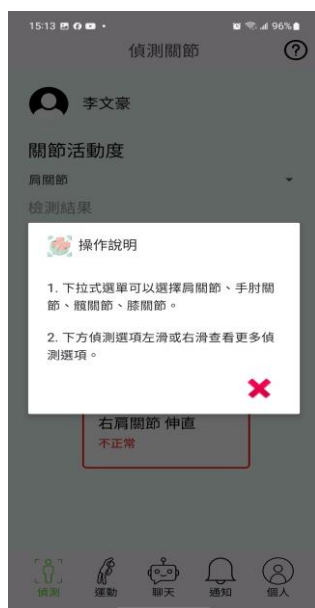 15:13
96%
偵測關節
李文豪
關節活動度
肩關節
檢測結果
操作說明
1. 下拉式選單可以選擇肩關節、手肘關
節、髖關節、膝關節。
2. 下方偵測選項左滑或右滑查看更多偵
測選項。
右肩關節 伸直
不正常
偵測
運動
聊天
通知
個人